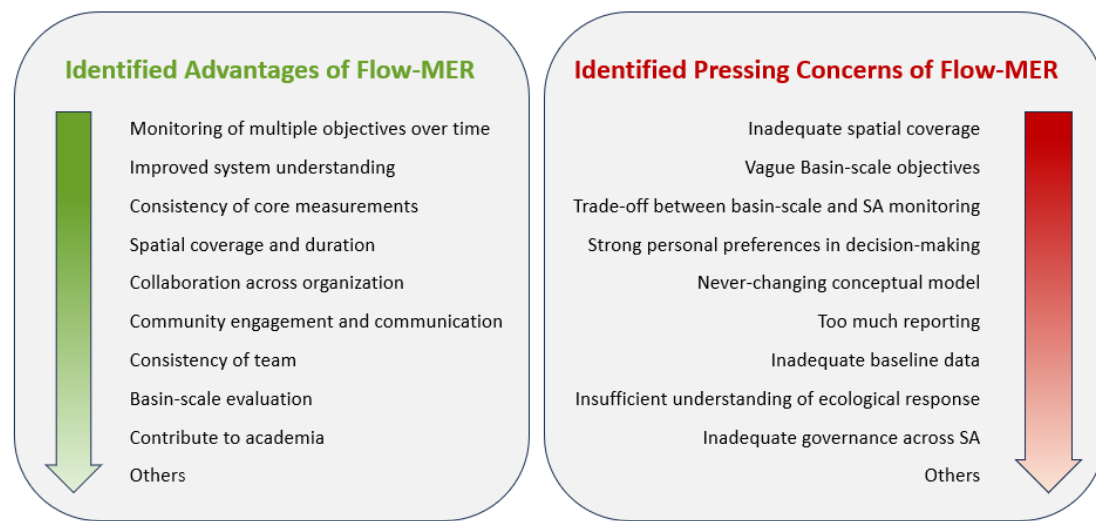 Identified Advantages of Flow-MER
Monitoring of multiple objectives over time
Improved system understanding
Consistency of core measurements
Spatial coverage and duration
Collaboration across organization
Community engagement and communication
Consistency of team
Basin-scale evaluation
Contribute to academia
Others
Identified Pressing Concerns of Flow-MER
Inadequate spatial coverage
Vague Basin-scale objectives
Trade-off between basin-scale and SA monitoring
Strong personal preferences in decision-making
Never-changing conceptual model
Too much reporting
Inadequate baseline data
Insufficient understanding of ecological response
Inadequate governance across SA
Others